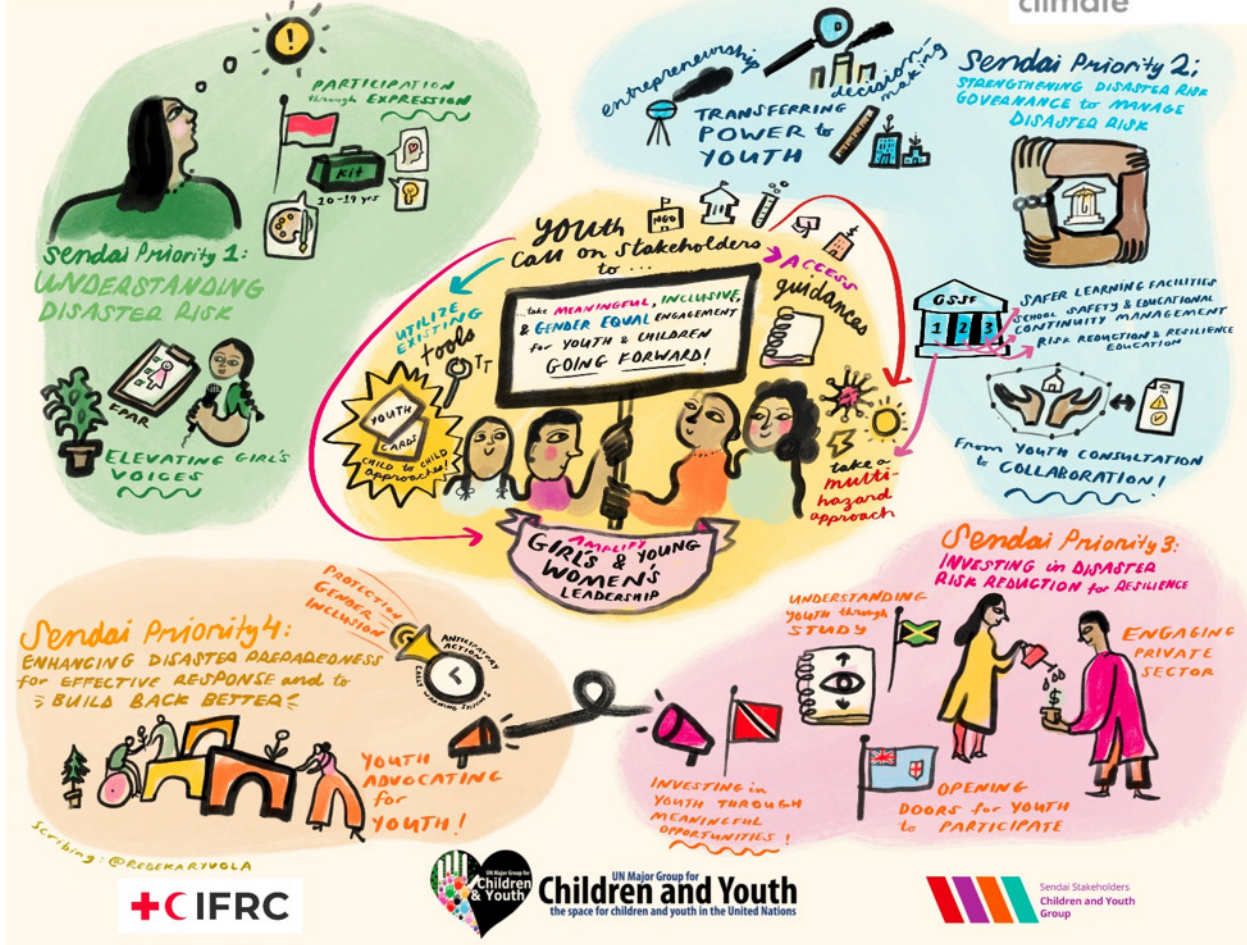 climate
PARTICIPATION
through EXPRESSION
Kit
10-19 yrs
Sendai Priority 1:
UNDERSTANDING
DISASTER RISK
KPAR
ELEVATING GIRL'S
VOICES
entrepreneurship
decision-
making
TRANSFERRING
POWER to
YOUTH
Sendai Priority 2:
STRENGTHENING DISASTER RISK
GOVERNANCE to MANAGE
DISASTER RISK
GSSF
1 2 3
SAFER LEARNING FACILITIES
SCHOOL SAFETY & EDUCATIONAL
CONTINUITY MANAGEMENT
RISK REDUCTION & RESILIENCE
EDUCATION
FROM YOUTH CONSULTATION
to COLLABORATION!
NGO
YOUTH
CALL on Stakeholders
to ...
UTILIZE
EXISTING
tools
ACCESS
guidances
...take MEANINGFUL, INCLUSIVE,
& GENDER EQUAL ENGAGEMENT
for YOUTH & CHILDREN
GOING FORWARD!
YOUTH
CARDS
CHILD to CHILD
approaches!
take a
multi-
hazard
approach
AMPLIFY
GIRL'S & YOUNG
WOMEN'S
LEADERSHIP
Sendai Priority 3:
INVESTING in DISASTER
RISK REDUCTION for RESILIENCE
UNDERSTANDING
YOUTH through
STUDY
ENGAGING
PRIVATE
SECTOR
$
INVESTING in
YOUTH THROUGH
MEANINGFUL
OPPORTUNITIES!
OPENING
DOORS for YOUTH
to PARTICIPATE
Sendai Priority 4:
ENHANCING DISASTER PREPAREDNESS
for EFFECTIVE RESPONSE and to
BUILD BACK BETTER
PROTECTION
GENDER
INCLUSION
ANTICIPATORY
ACTION
EARLY WARNING SYSTEMS
YOUTH
ADVOCATING
for
YOUTH!
Scribing: @REBEKARYVOLA
IFRC
UN Major Group for
Children
& Youth
UN Major Group for
Children and Youth
the space for children and youth in the United Nations
Sendai Stakeholders
Children and Youth
Group